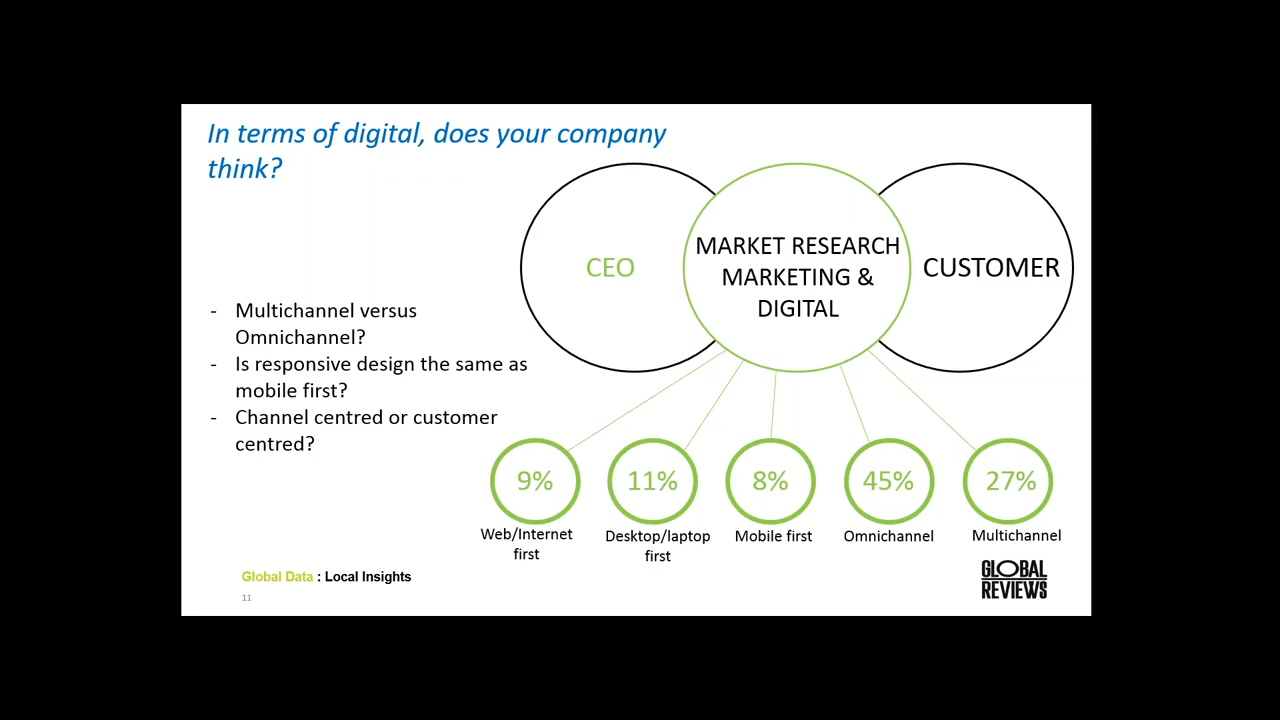 In terms of digital, does your company
think?
CEO
MARKET RESEARCH
MARKETING &
DIGITAL
CUSTOMER
- Multichannel versus
Omnichannel?
- Is responsive design the same as
mobile first?
- Channel centred or customer
centred?
9%
11%
8%
45%
27%
Web/Internet
first
Desktop/laptop
first
Mobile first
Omnichannel
Multichannel
Global Data : Local Insights
11
GLOBAL
REVIEWS